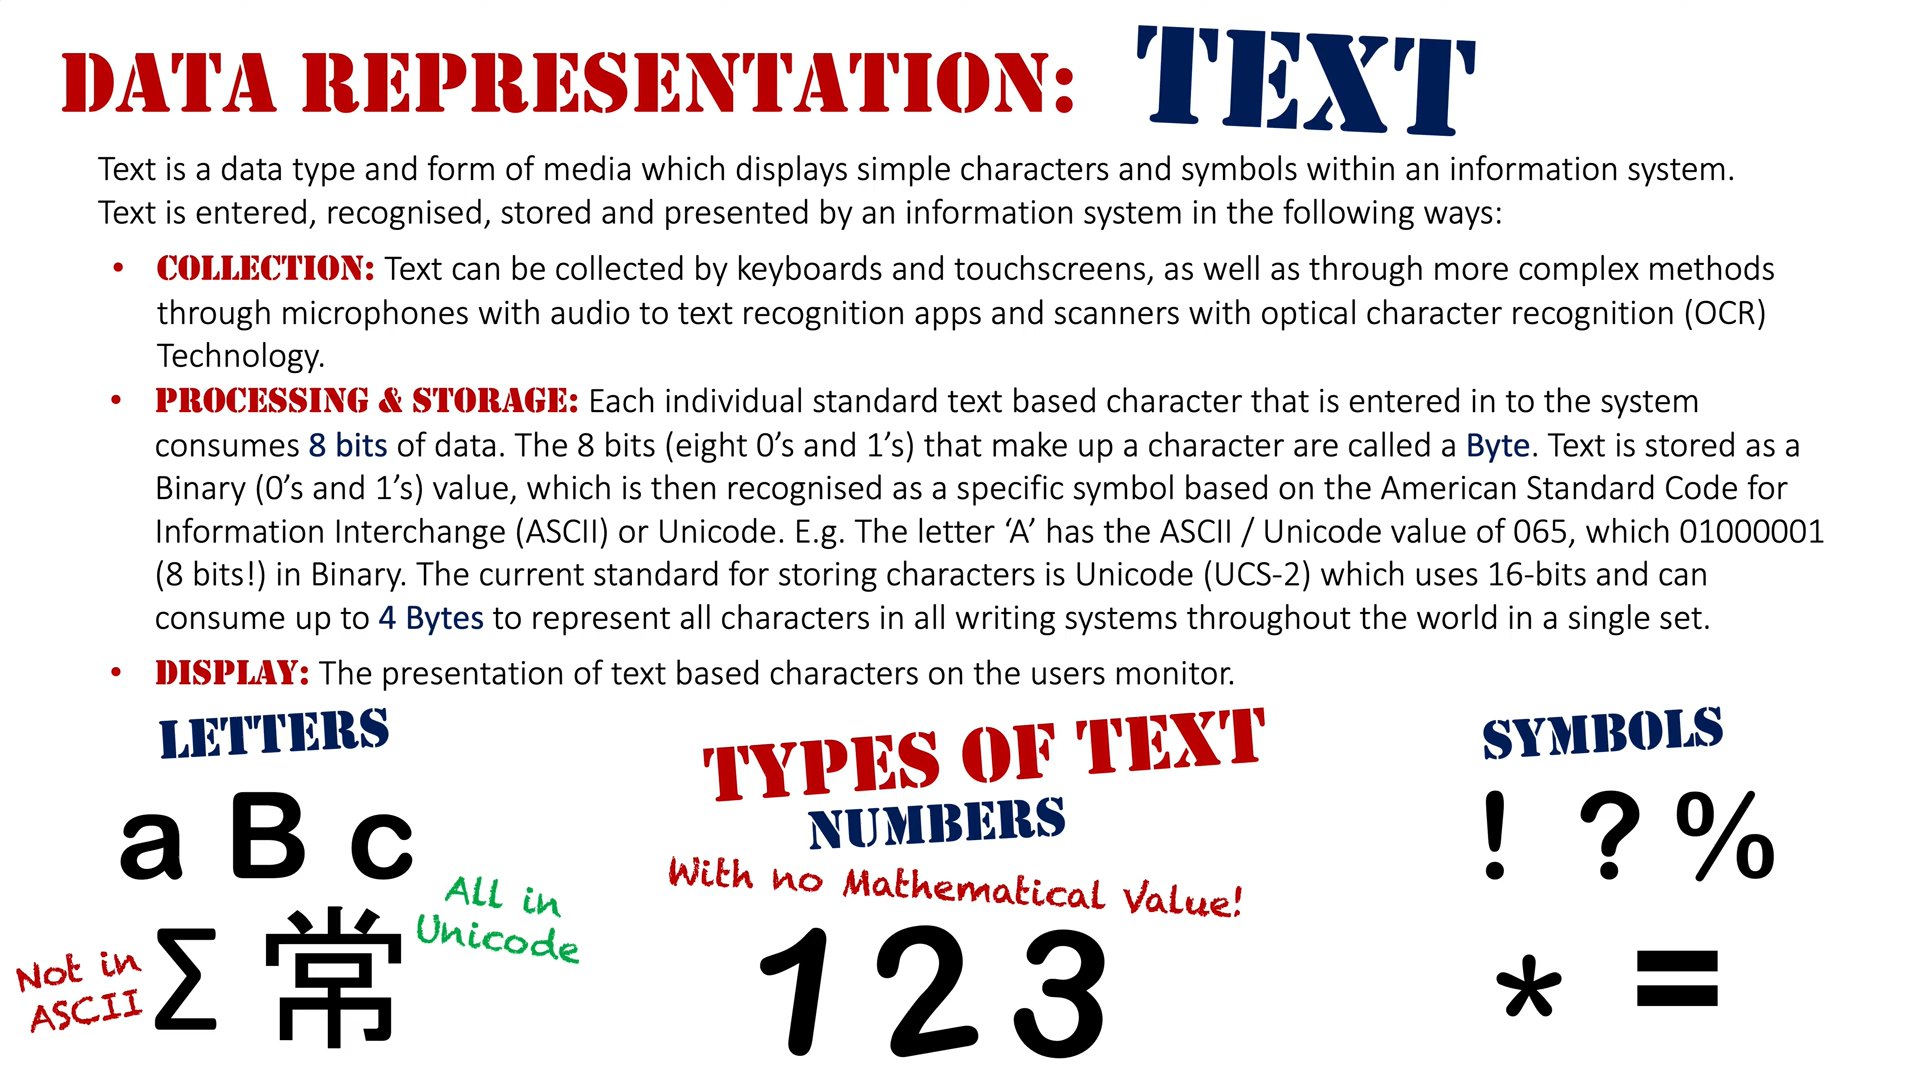 DATA REPRESENTATION: TEXT
Text is a data type and form of media which displays simple characters and symbols within an information system.
Text is entered, recognised, stored and presented by an information system in the following ways:
• COLLECTION: Text can be collected by keyboards and touchscreens, as well as through more complex methods
through microphones with audio to text recognition apps and scanners with optical character recognition (OCR)
Technology.
• PROCESSING & STORAGE: Each individual standard text based character that is entered in to the system
consumes 8 bits of data. The 8 bits (eight 0’s and 1’s) that make up a character are called a Byte. Text is stored as a
Binary (0’s and 1’s) value, which is then recognised as a specific symbol based on the American Standard Code for
Information Interchange (ASCII) or Unicode. E.g. The letter ‘A’ has the ASCII / Unicode value of 065, which 01000001
(8 bits!) in Binary. The current standard for storing characters is Unicode (UCS-2) which uses 16-bits and can
consume up to 4 Bytes to represent all characters in all writing systems throughout the world in a single set.
• DISPLAY: The presentation of text based characters on the users monitor.
TYPES OF TEXT
LETTERS
a B c
All in
Unicode
Not in
ASCII
Σ 常
NUMBERS
With no Mathematical Value!
1 2 3
SYMBOLS
! ? %
* =